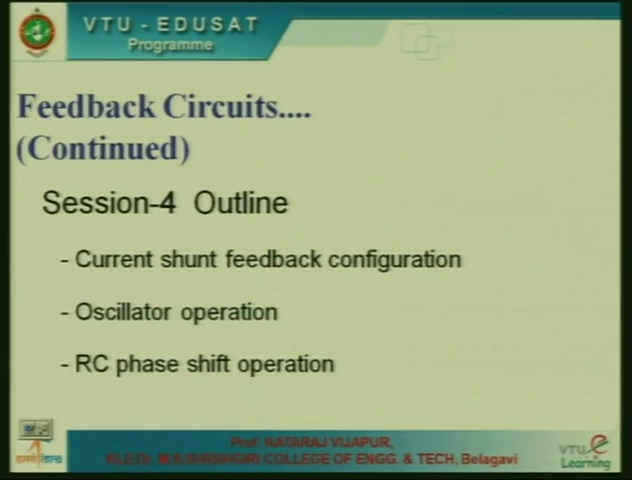 VTU - EDUSAT
Programme
Feedback Circuits....
(Continued)
Session-4 Outline
- Current shunt feedback configuration
- Oscillator operation
- RC phase shift operation
Prof. NATARAJ VIJAPUR,
COLLEGE OF ENGG. & TECH, Belagavi
VTU e
Learning